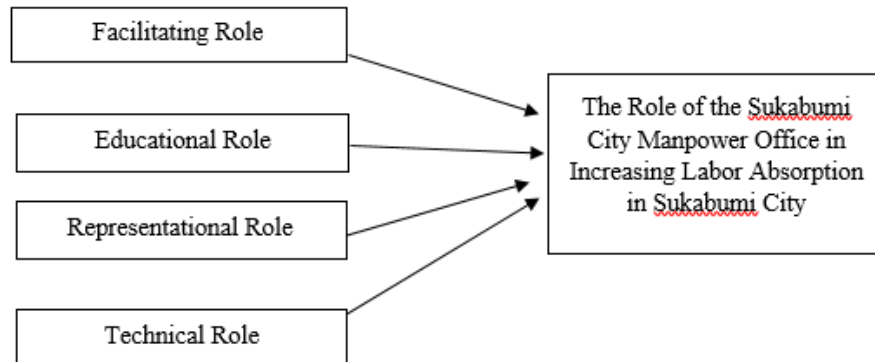 Facilitating Role
Educational Role
Representational Role
Technical Role
The Role of the Sukabumi
City Manpower Office in
Increasing Labor Absorption
in Sukabumi City